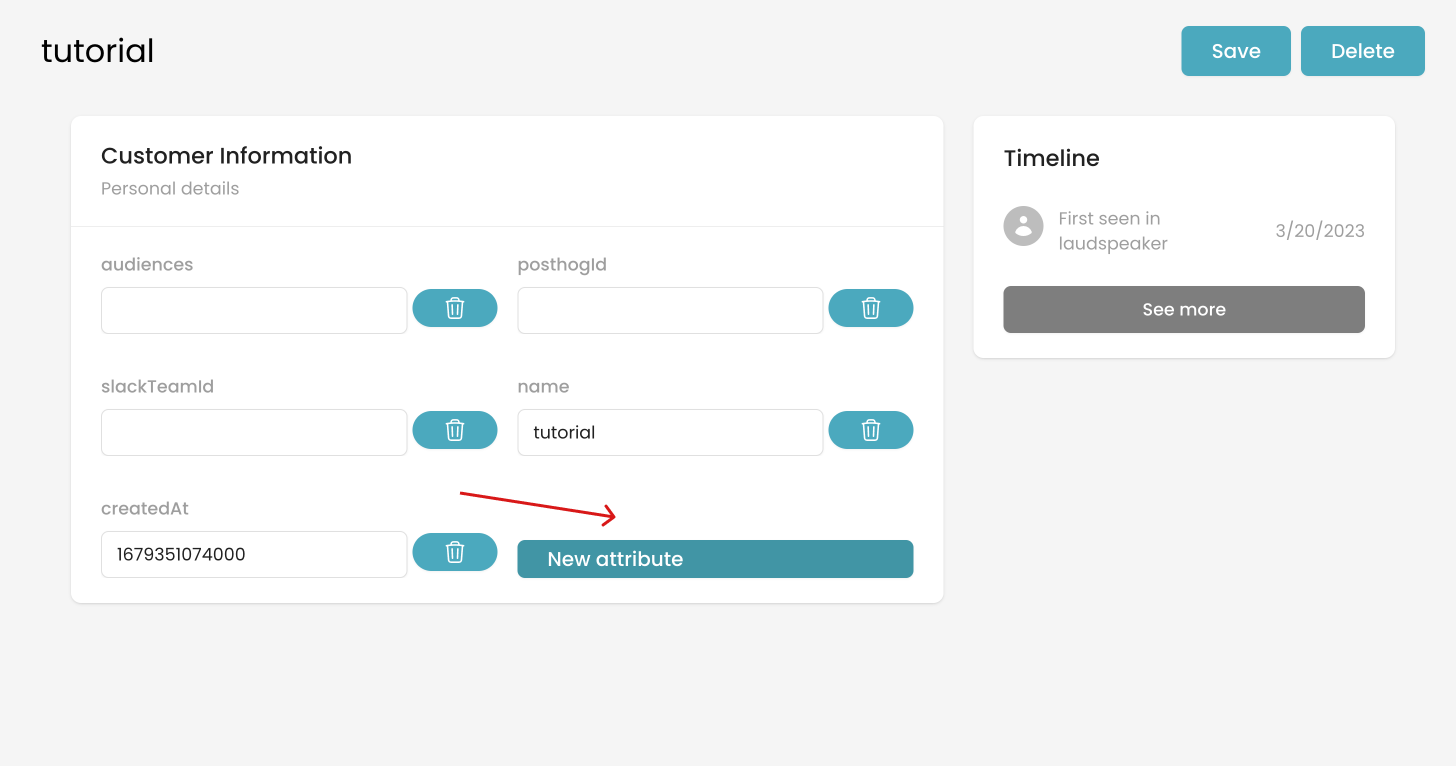 tutorial
Save
Delete
Customer Information
Personal details
audiences
posthogId
slackTeamId
name
tutorial
createdAt
1679351074000
New attribute
Timeline
First seen in
laudspeaker
3/20/2023
See more